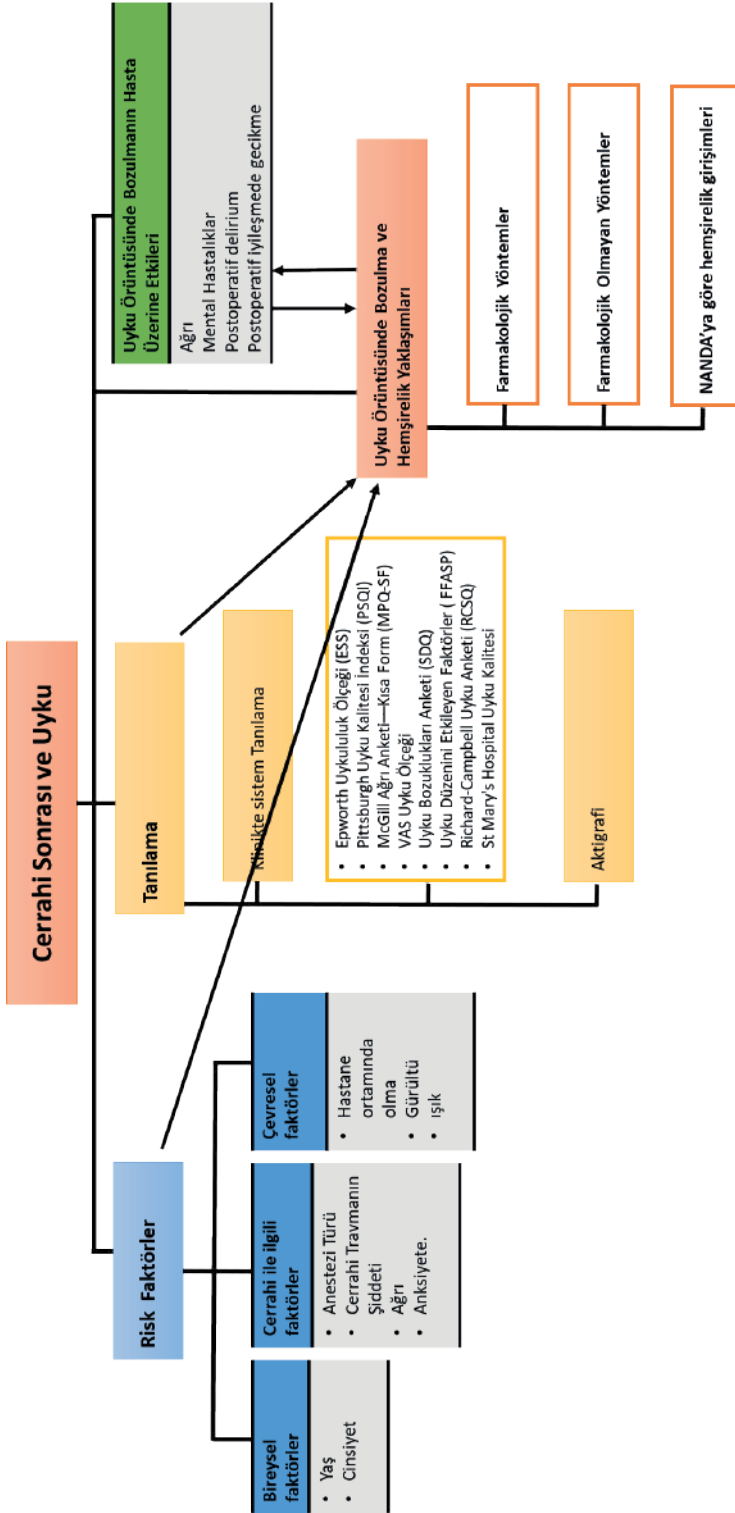 Cerrahi Sonrası ve Uyku
Risk Faktörler
Bireysel
faktörler
• Yaş
• Cinsiyet
Cerrahi ile ilgili
faktörler
• Anestezi Türü
• Cerrahi Travmanın
Şiddeti
• Ağrı
• Anksiyete.
Çevresel
faktörler
• Hastane
ortamında
olma
• Gürültü
• ışık
Tanılama
Klinikte sistem Tanılama
• Epworth Uykululuk Ölçeği (ESS)
• Pittsburgh Uyku Kalitesi İndeksi (PSQI)
• McGill Ağrı Anketi—Kısa Form (MPQ-SF)
• VAS Uyku Ölçeği
• Uyku Bozuklukları Anketi (SDQ)
• Uyku Düzenini Etkileyen Faktörler ( FFASP)
• Richard-Campbell Uyku Anketi (RCSQ)
• St Mary's Hospital Uyku Kalitesi
Aktigrafi
Uyku Örüntüsünde Bozulmanın Hasta
Üzerine Etkileri
Ağrı
Mental Hastalıklar
Postoperatif delirium
Postoperatif iyileşmede gecikme
Uyku Örüntüsünde Bozulma ve
Hemşirelik Yaklaşımları
Farmakolojik Yöntemler
Farmakolojik Olmayan Yöntemler
NANDA'ya göre hemşirelik girişimleri